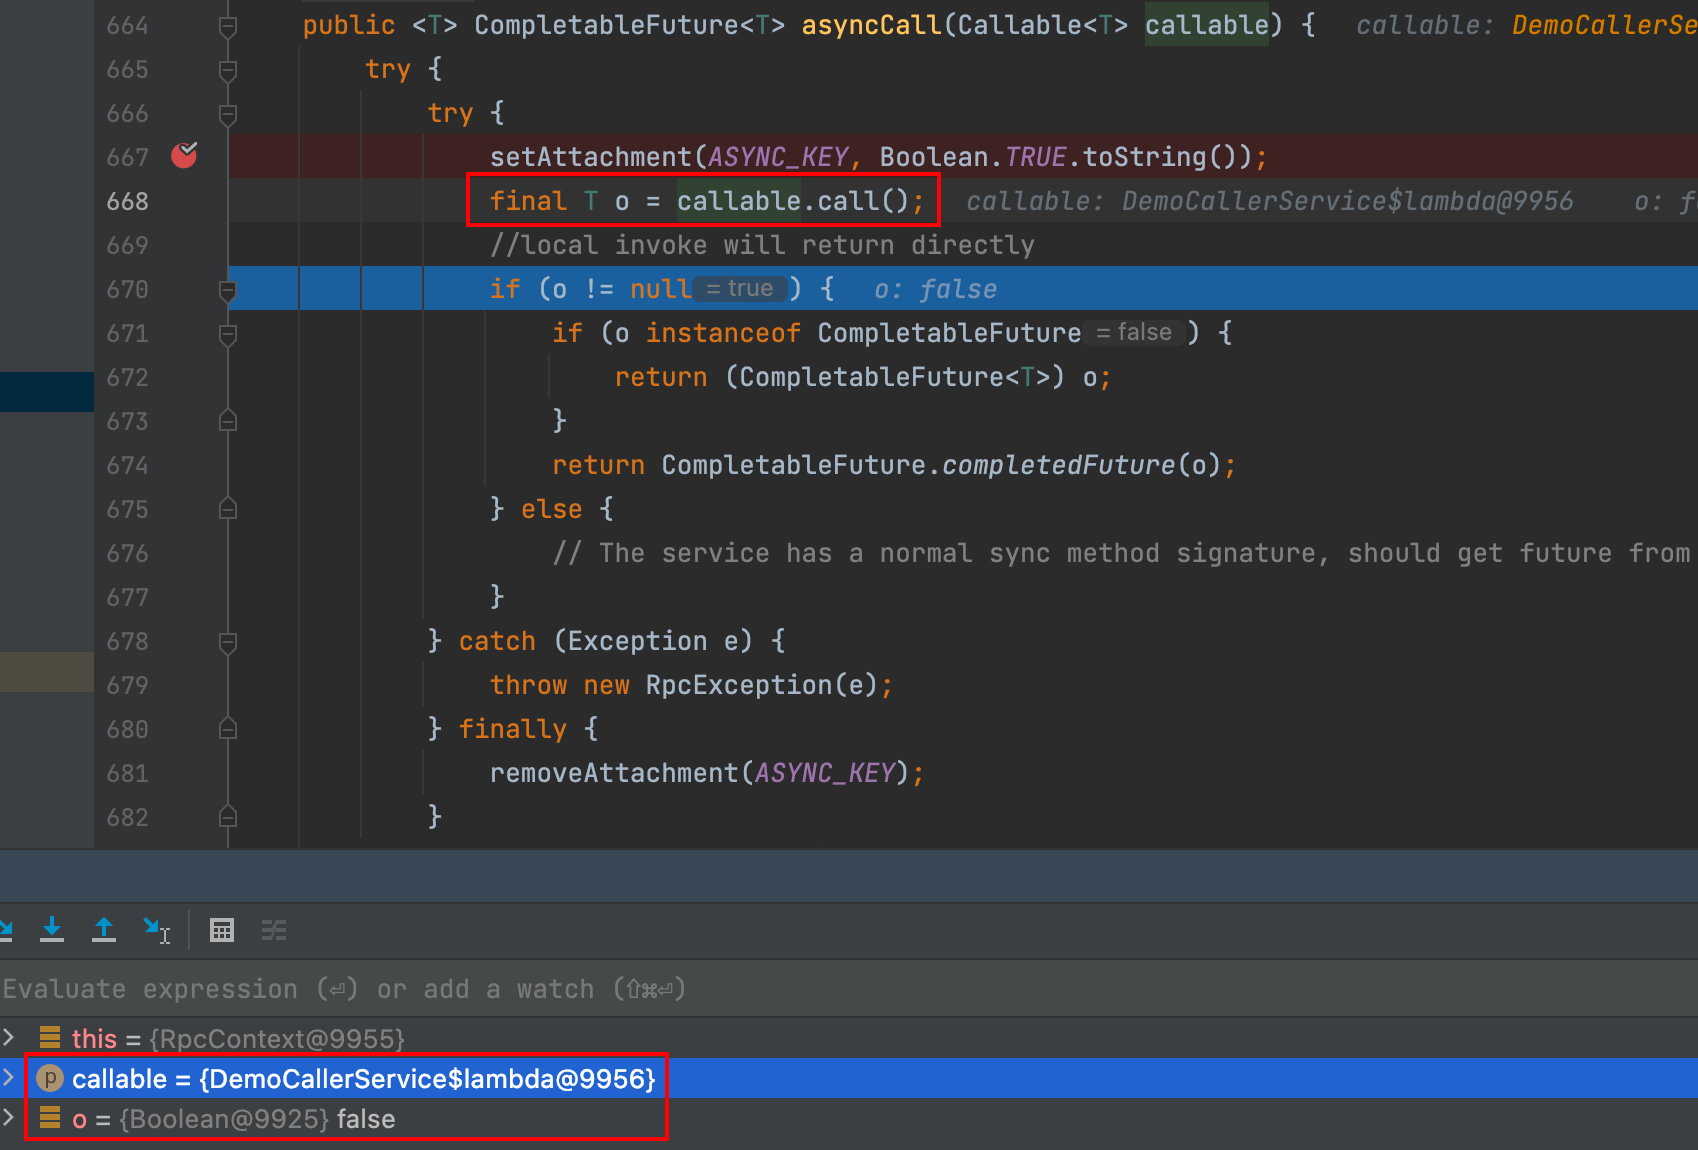 664 public <T> CompletableFuture<T> asyncCall(Callable<T> callable) { callable: DemoCallerSe
665 try {
666 try {
667 setAttachment(ASYNC_KEY, Boolean.TRUE.toString());
668 final T o = callable.call(); callable: DemoCallerService$lambda@9956 o: f
669 //local invoke will return directly
670 if (o != null = true ) { o: false
671 if (o instanceof CompletableFuture = false ) {
672 return (CompletableFuture<T>) o;
673 }
674 return CompletableFuture.completedFuture(o);
675 } else {
676 // The service has a normal sync method signature, should get future from
677 }
678 } catch (Exception e) {
679 throw new RpcException(e);
680 } finally {
681 removeAttachment(ASYNC_KEY);
682 }
Evaluate expression (⏎) or add a watch (⇧⌘⏎)
this = {RpcContext@9955}
p callable = {DemoCallerService$lambda@9956}
o = {Boolean@9925} false